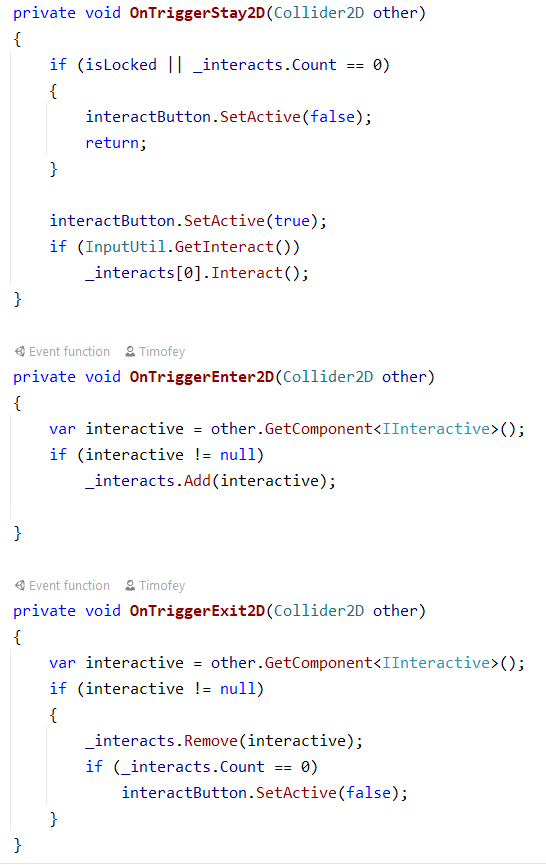 private void OnTriggerStay2D(Collider2D other)
{
    if (isLocked || _interacts.Count == 0)
    {
        interactButton.SetActive(false);
        return;
    }

    interactButton.SetActive(true);
    if (InputUtil.GetInteract())
        _interacts[0].Interact();
}

Event function Timofey
private void OnTriggerEnter2D(Collider2D other)
{
    var interactive = other.GetComponent<IInteractive>();
    if (interactive != null)
        _interacts.Add(interactive);

}

Event function Timofey
private void OnTriggerExit2D(Collider2D other)
{
    var interactive = other.GetComponent<IInteractive>();
    if (interactive != null)
    {
        _interacts.Remove(interactive);
        if (_interacts.Count == 0)
            interactButton.SetActive(false);
    }
}